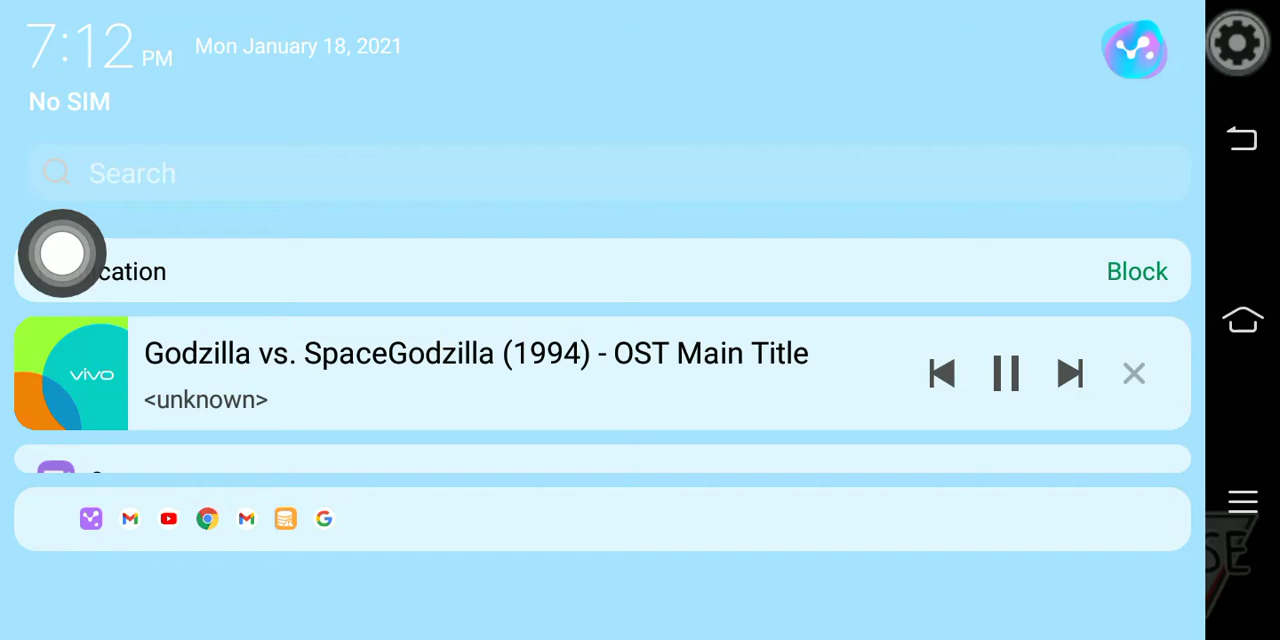 7:12 PM Mon January 18, 2021
No SIM
Search
cation
Block
Godzilla vs. SpaceGodzilla (1994) - OST Main Title
vivo
<unknown>
SE